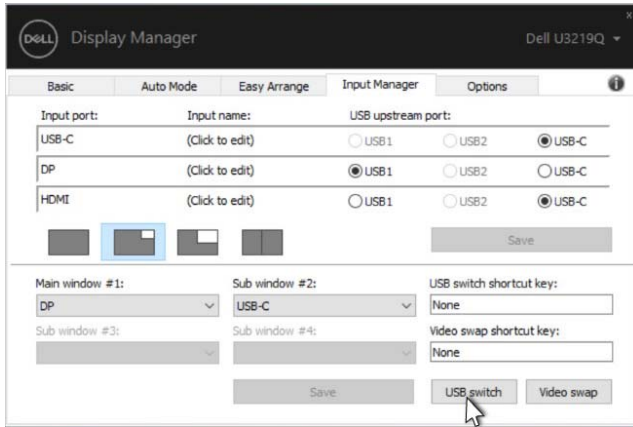 x
DELL Display Manager Dell U3219Q
Basic Auto Mode Easy Arrange Input Manager Options i
Input port: Input name: USB upstream port:
USB-C (Click to edit) USB1 USB2 USB-C
DP (Click to edit) USB1 USB2 USB-C
HDMI (Click to edit) USB1 USB2 USB-C
Save
Main window #1: Sub window #2: USB switch shortcut key:
DP USB-C None
Sub window #3: Sub window #4: Video swap shortcut key:
None
Save USB switch Video swap